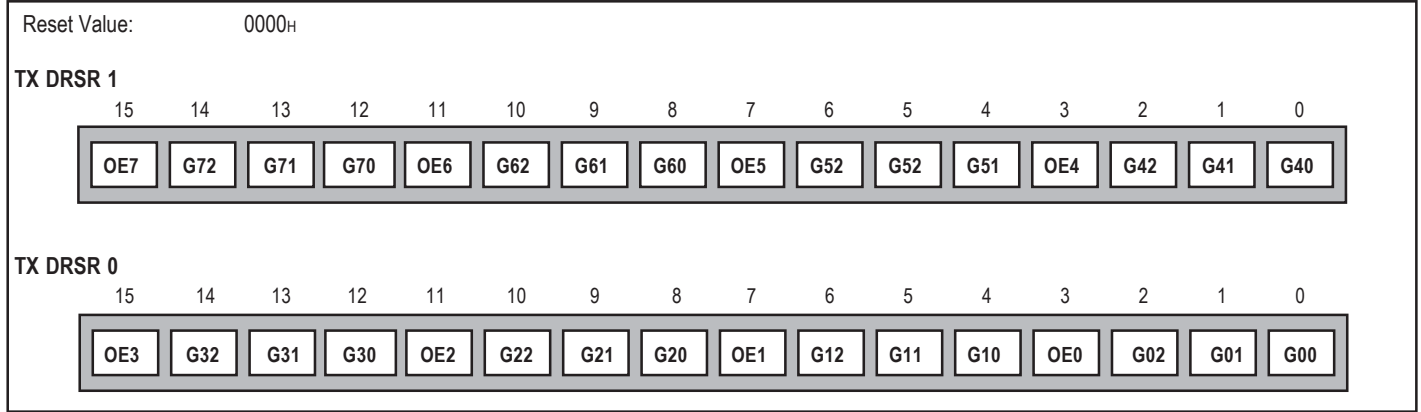 Reset Value: 0000H
TX DRSR 1
15 14 13 12 11 10 9 8 7 6 5 4 3 2 1 0
OE7 G72 G71 G70 OE6 G62 G61 G60 OE5 G52 G52 G51 OE4 G42 G41 G40
TX DRSR 0
15 14 13 12 11 10 9 8 7 6 5 4 3 2 1 0
OE3 G32 G31 G30 OE2 G22 G21 G20 OE1 G12 G11 G10 OE0 G02 G01 G00